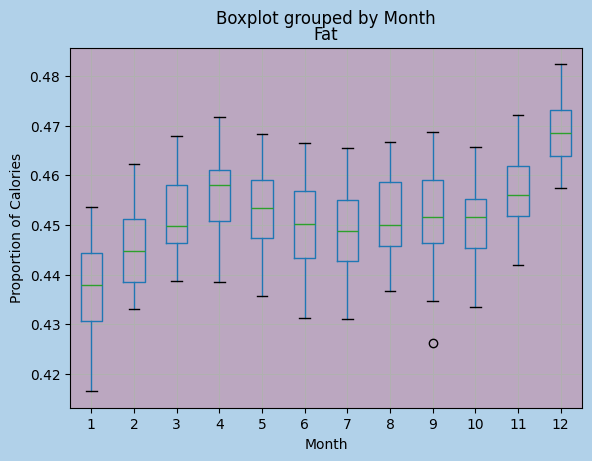 Boxplot grouped by Month
Fat
Proportion of Calories
0.48
0.47
0.46
0.45
0.44
0.43
0.42
1 2 3 4 5 6 7 8 9 10 11 12
Month